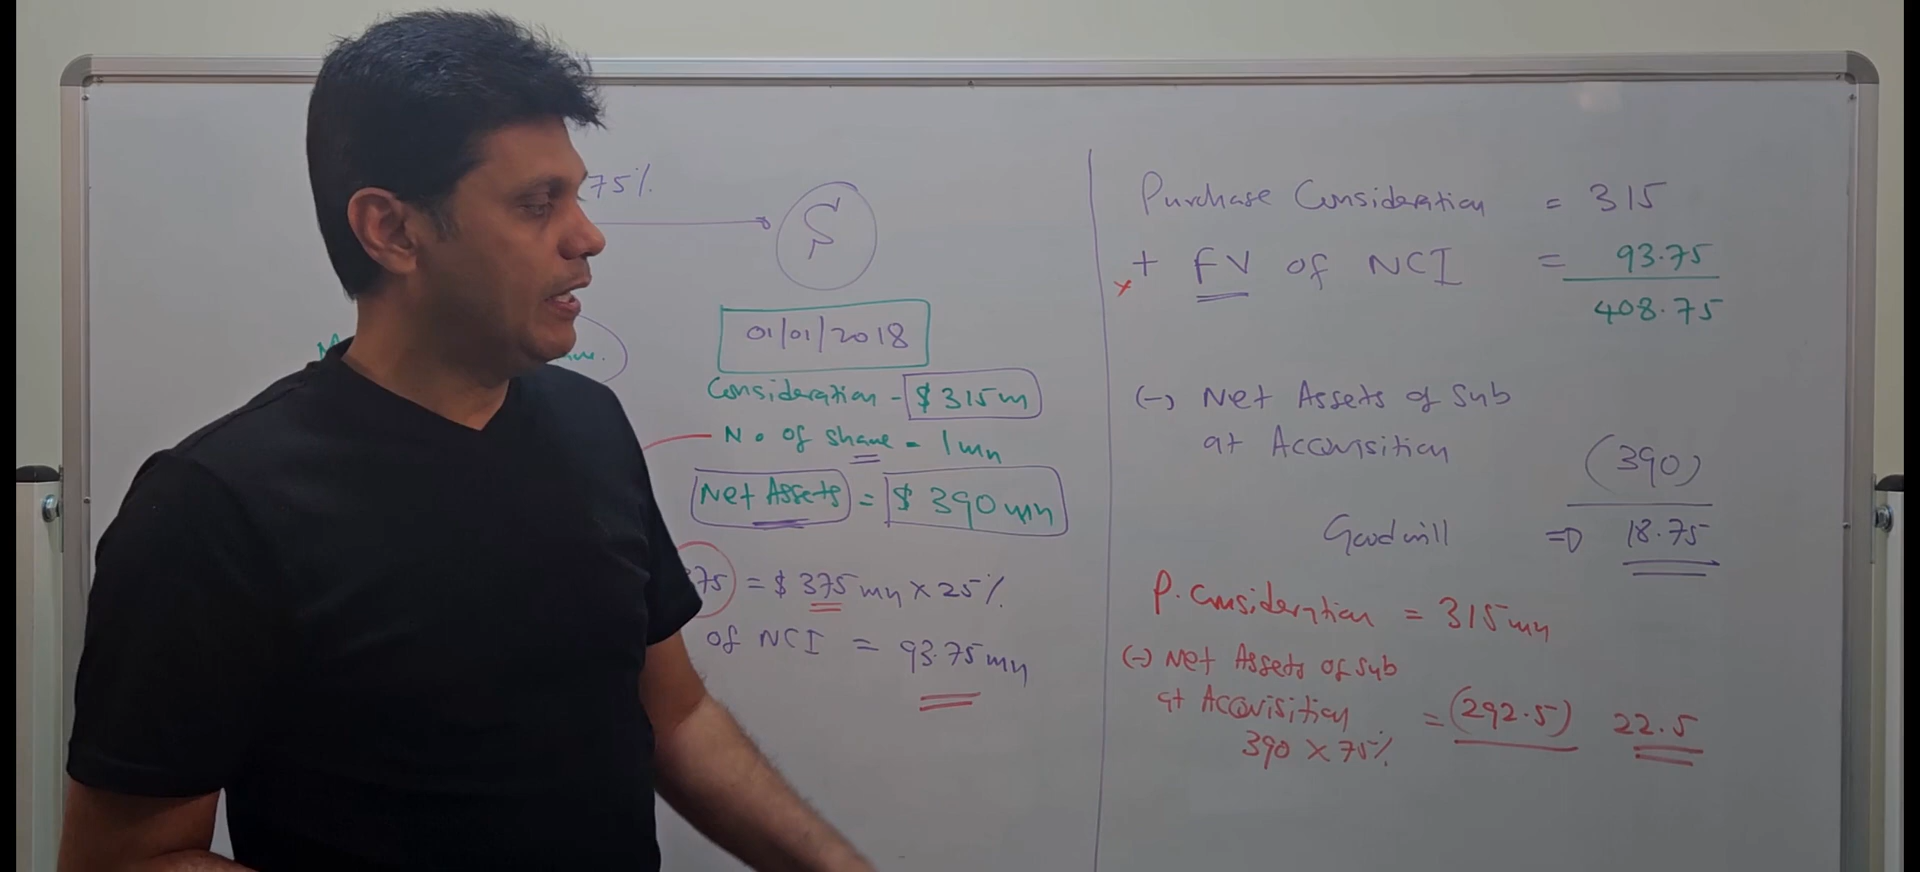 75%
S
01/01/2018
Consideration - $315m
No of share = 1mn
Net Assets = $390mn
75 = $375mn x 25%
of NCI = 93.75mn
Purchase Consideration = 315
+ FV of NCI = 93.75
x
408.75
(-) Net Assets of Sub
at Acquisition
(390)
Goodwill => 18.75
P. Consideration = 315mn
(-) Net Assets of Sub
at Acquisition = (292.5) 22.5
390 x 75%